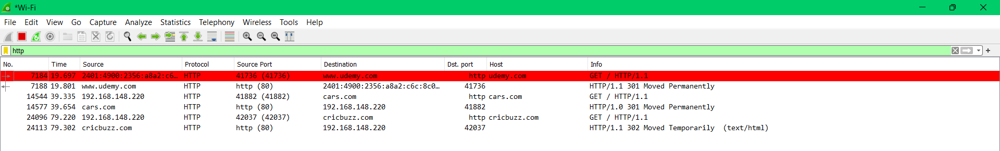 *Wi-Fi
File Edit View Go Capture Analyze Statistics Telephony Wireless Tools Help
http
No. Time Source Protocol Source Port Destination Dst. port Host Info
7184 19.697 2401:4900:2356:a8a2:c6… HTTP 41736 (41736) www.udemy.com http udemy.com GET / HTTP/1.1
7188 19.801 www.udemy.com HTTP http (80) 2401:4900:2356:a8a2:c6c:8c0… 41736 HTTP/1.1 301 Moved Permanently
14544 39.335 192.168.148.220 HTTP 41882 (41882) cars.com http cars.com GET / HTTP/1.1
14577 39.654 cars.com HTTP http (80) 192.168.148.220 41882 HTTP/1.0 301 Moved Permanently
24096 79.220 192.168.148.220 HTTP 42037 (42037) cricbuzz.com http cricbuzz.com GET / HTTP/1.1
24113 79.302 cricbuzz.com HTTP http (80) 192.168.148.220 42037 HTTP/1.1 302 Moved Temporarily (text/html)